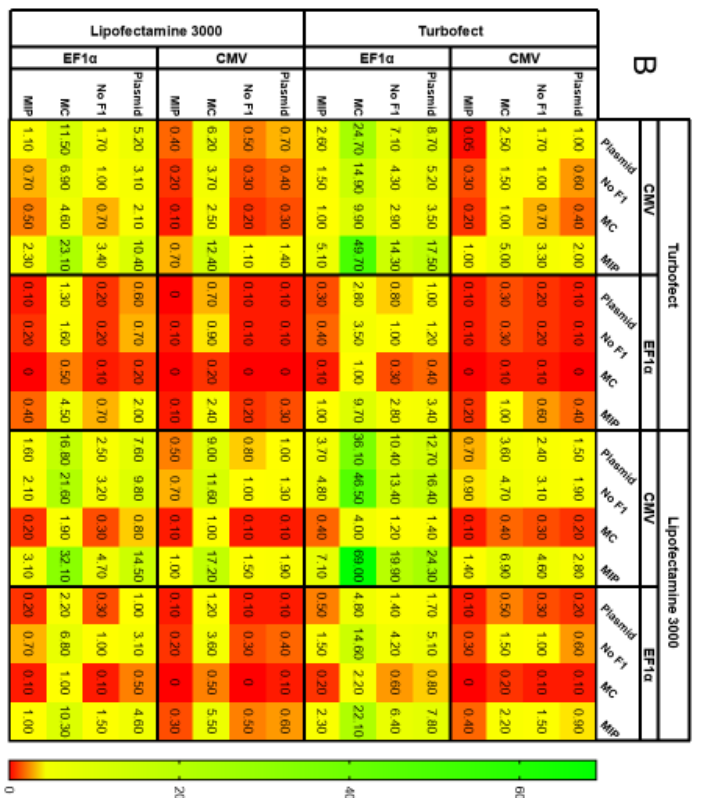 B
Turbofect Lipofectamine 3000
CMV EF1α CMV EF1α
Plasmid No F1 MC MIP Plasmid No F1 MC MIP Plasmid No F1 MC MIP Plasmid No F1 MC MIP
Turbofect
CMV
Plasmid 1.00 0.60 0.40 2.00 0.10 0.10 0 0.40 1.50 1.90 0.20 2.80 0.20 0.60 0.10 0.90
No F1 1.70 1.00 0.70 3.30 0.20 0.20 0.10 0.60 2.40 3.10 0.30 4.60 0.30 1.00 0.10 1.50
MC 2.50 1.50 1.00 5.00 0.30 0.30 0.10 1.00 3.60 4.70 0.40 6.90 0.50 1.50 0.20 2.20
MIP 0.05 0.30 0.20 1.00 0.10 0.10 0 0.20 0.70 0.90 0.10 1.40 0.10 0.30 0 0.40
EF1α
Plasmid 8.70 5.20 3.50 17.50 1.00 1.20 0.40 3.40 12.70 16.40 1.40 24.30 1.70 5.10 0.80 7.80
No F1 7.10 4.30 2.90 14.30 0.80 1.00 0.30 2.80 10.40 13.40 1.20 19.90 1.40 4.20 0.60 6.40
MC 24.70 14.90 9.90 49.70 2.80 3.50 1.00 9.70 36.10 46.50 4.00 69.00 4.80 14.60 2.20 22.10
MIP 2.60 1.50 1.00 5.10 0.30 0.40 0.10 1.00 3.70 4.80 0.40 7.10 0.50 1.50 0.20 2.30
Lipofectamine 3000
CMV
Plasmid 0.70 0.40 0.30 1.40 0.10 0.10 0 0.30 1.00 1.30 0.10 1.90 0.10 0.40 0.10 0.60
No F1 0.50 0.30 0.20 1.10 0.10 0.10 0 0.20 0.80 1.00 0.10 1.50 0.10 0.30 0 0.50
MC 6.20 3.70 2.50 12.40 0.70 0.90 0.20 2.40 9.00 11.60 1.00 17.20 1.20 3.60 0.50 5.50
MIP 0.40 0.20 0.10 0.70 0 0.10 0 0.10 0.50 0.70 0.10 1.00 0.10 0.20 0 0.30
EF1α
Plasmid 5.20 3.10 2.10 10.40 0.60 0.70 0.20 2.00 7.60 9.80 0.80 14.50 1.00 3.10 0.50 4.60
No F1 1.70 1.00 0.70 3.40 0.20 0.20 0.10 0.70 2.50 3.20 0.30 4.70 0.30 1.00 0.10 1.50
MC 11.50 6.90 4.60 23.10 1.30 1.60 0.50 4.50 16.80 21.60 1.90 32.10 2.20 6.80 1.00 10.30
MIP 1.10 0.70 0.50 2.30 0.10 0.20 0 0.40 1.60 2.10 0.20 3.10 0.20 0.70 0.10 1.00
0 20 40 60